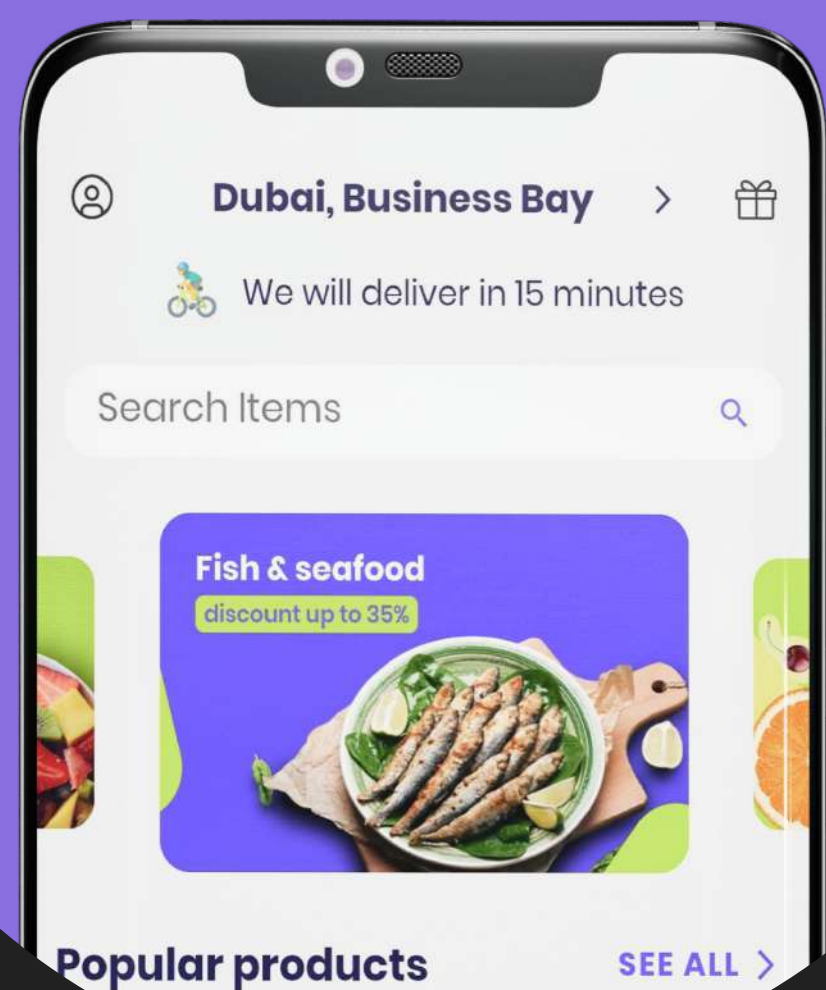 Dubai, Business Bay
We will deliver in 15 minutes
Search Items
Fish & seafood
discount up to 35%
Popular products
SEE ALL